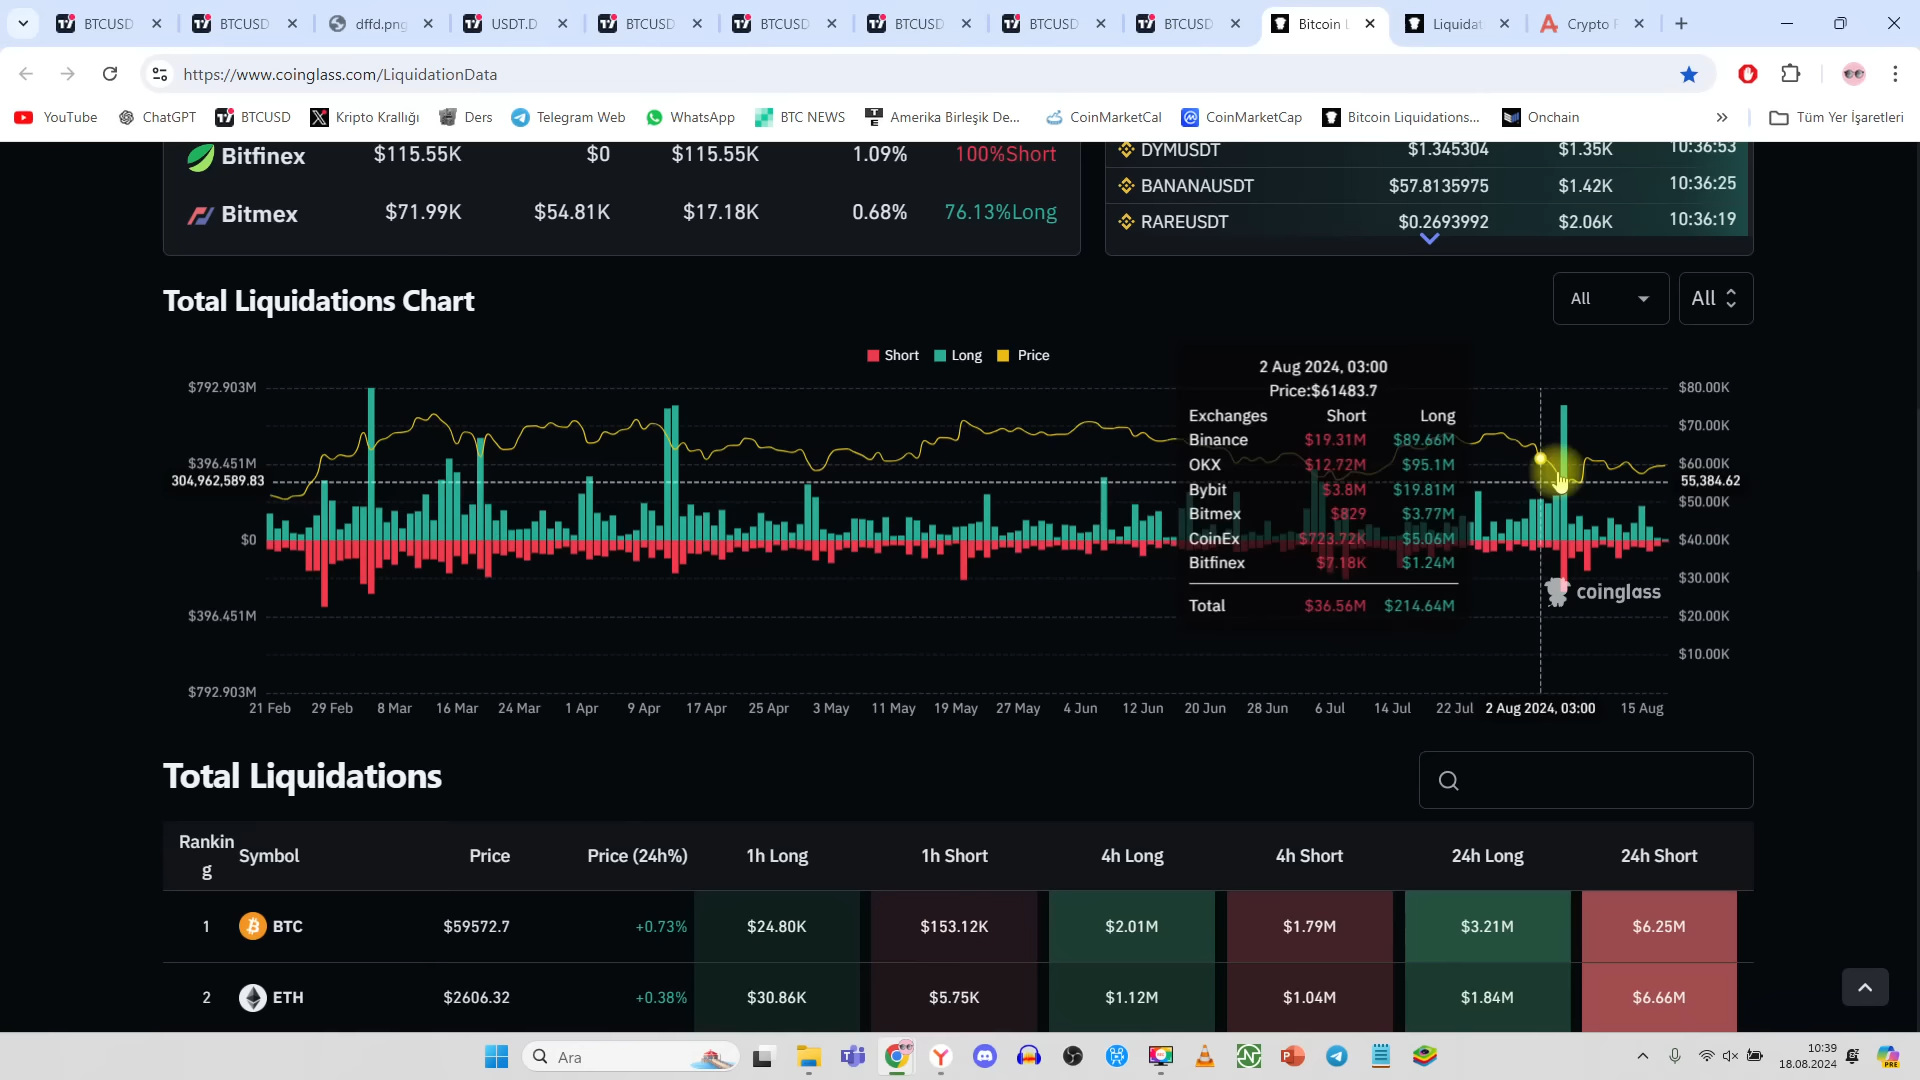 BTCUSD
BTCUSD
dffd.png
USDT.D
BTCUSD
BTCUSD
BTCUSD
BTCUSD
BTCUSD
Bitcoin L
Liquidat
Crypto F
https://www.coinglass.com/LiquidationData
YouTube
ChatGPT
BTCUSD
Kripto Krallığı
Ders
Telegram Web
WhatsApp
BTC NEWS
Amerika Birleşik De...
CoinMarketCal
CoinMarketCap
Bitcoin Liquidations...
Onchain
Tüm Yer İşaretleri
Bitfinex $115.55K $0 $115.55K 1.09% 100%Short
Bitmex $71.99K $54.81K $17.18K 0.68% 76.13%Long
DYMUSDT $1.345304 $1.35K 10:36:53
BANANAUSDT $57.8135975 $1.42K 10:36:25
RAREUSDT $0.2693992 $2.06K 10:36:19
Total Liquidations Chart
All
All
Short Long Price
$792.903M
$396.451M
304,962,589.83
$0
$396.451M
$792.903M
2 Aug 2024, 03:00
Price:$61483.7
Exchanges Short Long
Binance $19.31M $89.66M
OKX $12.72M $95.1M
Bybit $3.8M $19.81M
Bitmex $829 $3.77M
CoinEx $723.72K $5.06M
Bitfinex $7.18K $1.24M
Total $36.56M $214.64M
$80.00K
$70.00K
$60.00K
55,384.62
$50.00K
$40.00K
$30.00K
$20.00K
$10.00K
coinglass
21 Feb 29 Feb 8 Mar 16 Mar 24 Mar 1 Apr 9 Apr 17 Apr 25 Apr 3 May 11 May 19 May 27 May 4 Jun 12 Jun 20 Jun 28 Jun 6 Jul 14 Jul 22 Jul 2 Aug 2024, 03:00 15 Aug
Total Liquidations
Rankin
g
Symbol Price Price (24h%) 1h Long 1h Short 4h Long 4h Short 24h Long 24h Short
1 BTC $59572.7 +0.73% $24.80K $153.12K $2.01M $1.79M $3.21M $6.25M
2 ETH $2606.32 +0.38% $30.86K $5.75K $1.12M $1.04M $1.84M $6.66M
Ara
10:39
18.08.2024
PRE